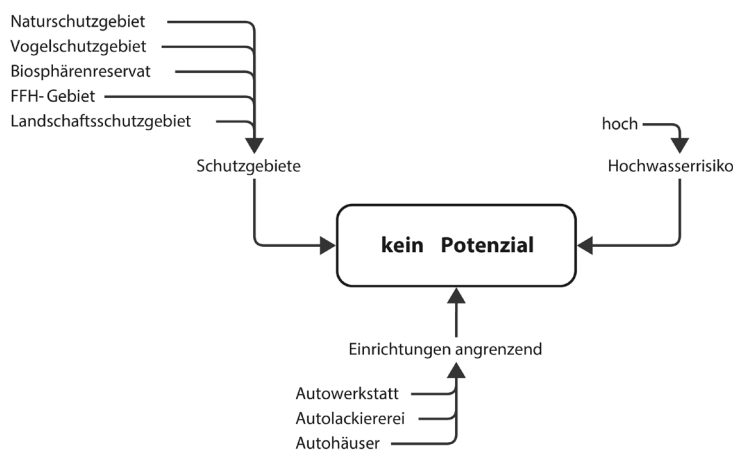 Naturschutzgebiet
Vogelschutzgebiet
Biosphärenreservat
FFH- Gebiet
Landschaftsschutzgebiet
Schutzgebiete
hoch
Hochwasserrisiko
kein Potenzial
Einrichtungen angrenzend
Autowerkstatt
Autolackiererei
Autohäuser